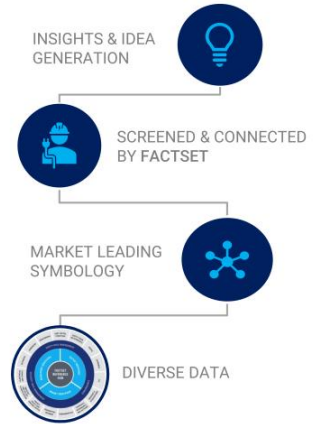 INSIGHTS & IDEA
GENERATION
SCREENED & CONNECTED
BY FACTSET
MARKET LEADING
SYMBOLOGY
DIVERSE DATA